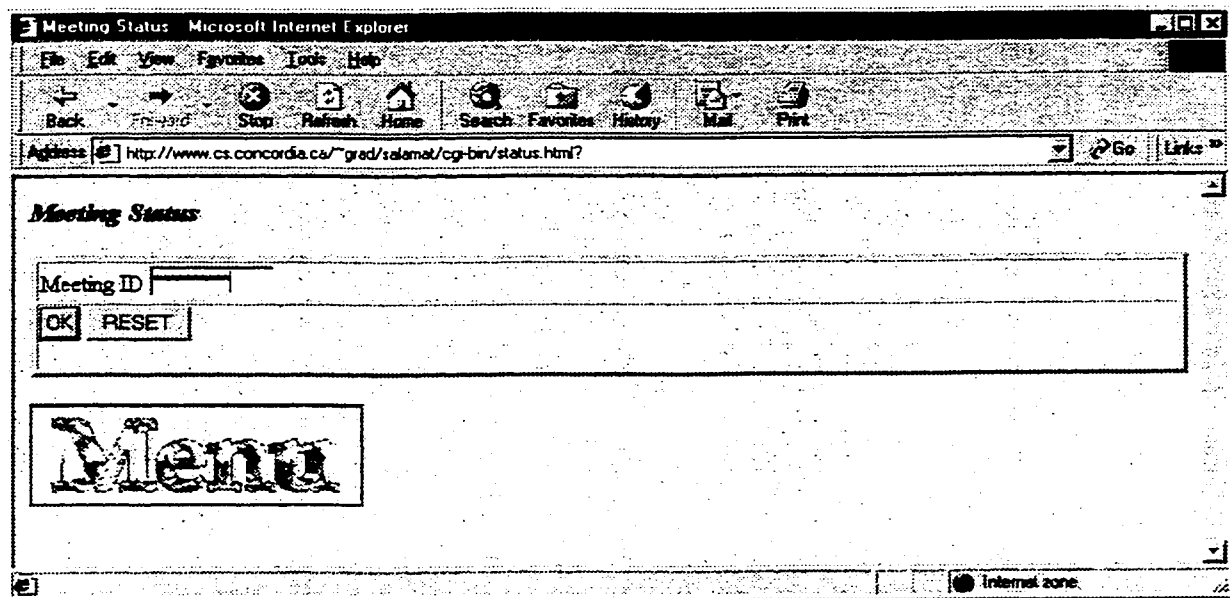 Meeting Status Microsoft Internet Explorer
File Edit View Favorites Tools Help
Back Forward Stop Refresh Home Search Favorites History Mail Print
Address http://www.cs.concordia.ca/~grad/salamat/cgi-bin/status.html? Go Links »
Meeting Status
Meeting ID
OK RESET
Menu
Internet zone